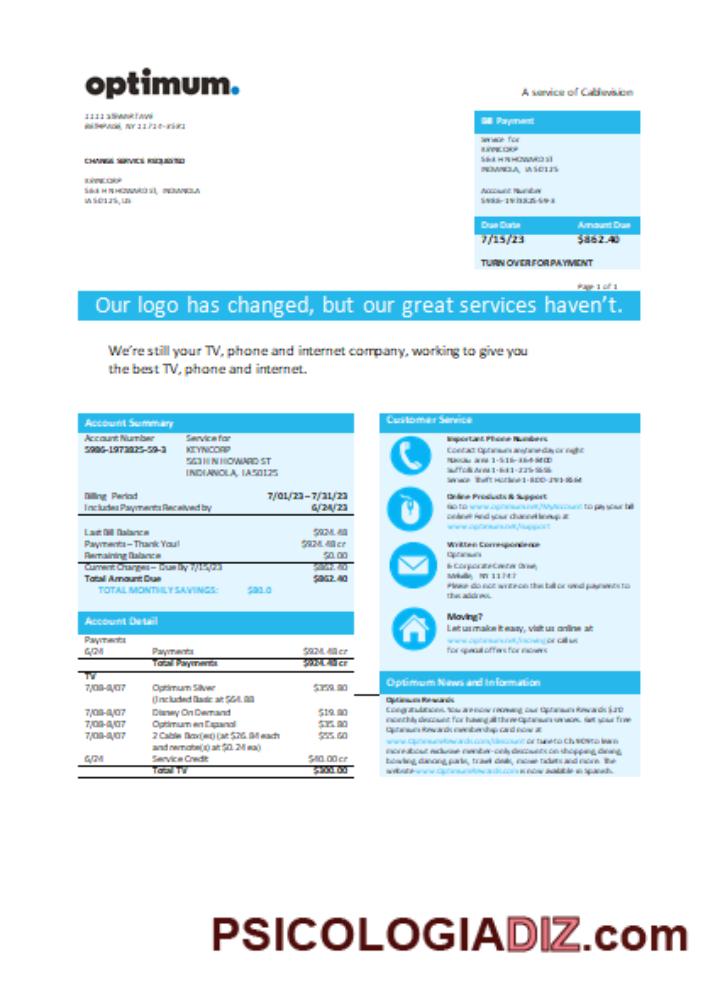 optimum.
A service of Cablevision
1111 STEWART AVE
BETHPAGE, NY 11714-3581
CHANGE SERVICE REQUESTED
KEYNCORP
563 H N HOWARD ST, INDIANOLA
IA 50125, US
Bill Payment
Service for
KEYNCORP
563 H N HOWARD ST
INDIANOLA, IA 50125
Account Number
5986-1973825-59-3
Due Date Amount Due
7/15/23 $862.40
TURN OVER FOR PAYMENT
Page 1 of 1
Our logo has changed, but our great services haven't.
We're still your TV, phone and internet company, working to give you
the best TV, phone and internet.
Account Summary
Account Number Service for
5986-1973825-59-3 KEYNCORP
563 H N HOWARD ST
INDIANOLA, IA 50125
Billing Period 7/01/23 – 7/31/23
Includes Payments Received by 6/24/23
Last Bill Balance $924.48
Payments – Thank You! $924.48 cr
Remaining Balance $0.00
Current Charges – Due By 7/15/23 $862.40
Total Amount Due $862.40
TOTAL MONTHLY SAVINGS: $80.0
Account Detail
Payments
6/24 Payments $924.48 cr
Total Payments $924.48 cr
TV
7/08-8/07 Optimum Silver $359.80
(Included Basic at $64.88
7/08-8/07 Disney On Demand $19.80
7/08-8/07 Optimum en Espanol $35.80
7/08-8/07 2 Cable Box(es) (at $26.84 each $55.60
and remote(s) at $0.24 ea)
6/24 Service Credit $40.00 cr
Total TV $300.00
Customer Service
Important Phone Numbers
Contact Optimum anytime day or night
Nassau area 1-516-364-8400
Suffolk Area 1-631-225-5555
Service Theft Hotline 1-800-291-8564
Online Products & Support
Go to www.optimum.net/MyAccount to pay your bill
online! Find your channel lineup at
www.optimum.net/support
Written Correspondence
Optimum
6 Corporate Center Drive,
Melville, NY 11747
Please do not write on this bill or send payments to
this address.
Moving?
Let us make it easy, visit us online at
www.optimum.net/moving or call us
for special offers for movers
Optimum News and Information
Optimum Rewards
Congratulations. You are now receiving our Optimum Rewards $20
monthly discount for having all three Optimum services. Get your free
Optimum Rewards membership card now at
www.OptimumRewards.com/discount or tune to Ch.909 to learn
more about exclusive member-only discounts on shopping, dining,
bowling, dancing, parks, travel deals, movie tickets and more. The
website www.OptimumRewards.com is now available in Spanish.
PSICOLOGIADIZ.com